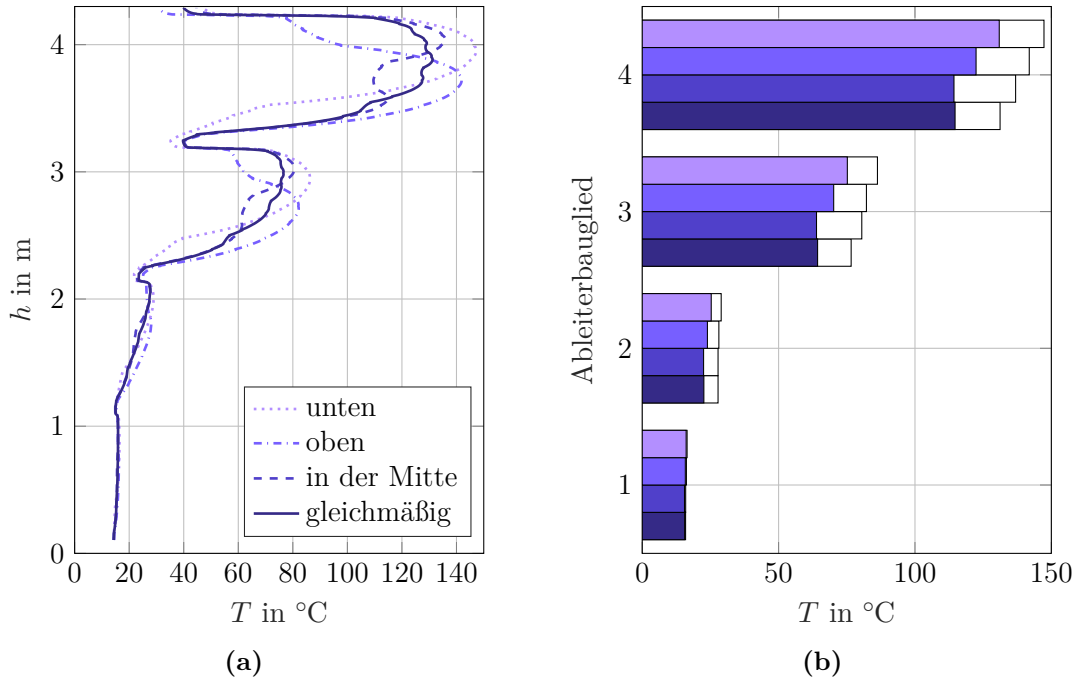 4
3
2
1
0
h in m
0
20
40
60
80
100
120
140
T in °C
unten
oben
in der Mitte
gleichmäßig
(a)
4
3
2
1
Ableiterbauglied
0
50
100
150
T in °C
(b)